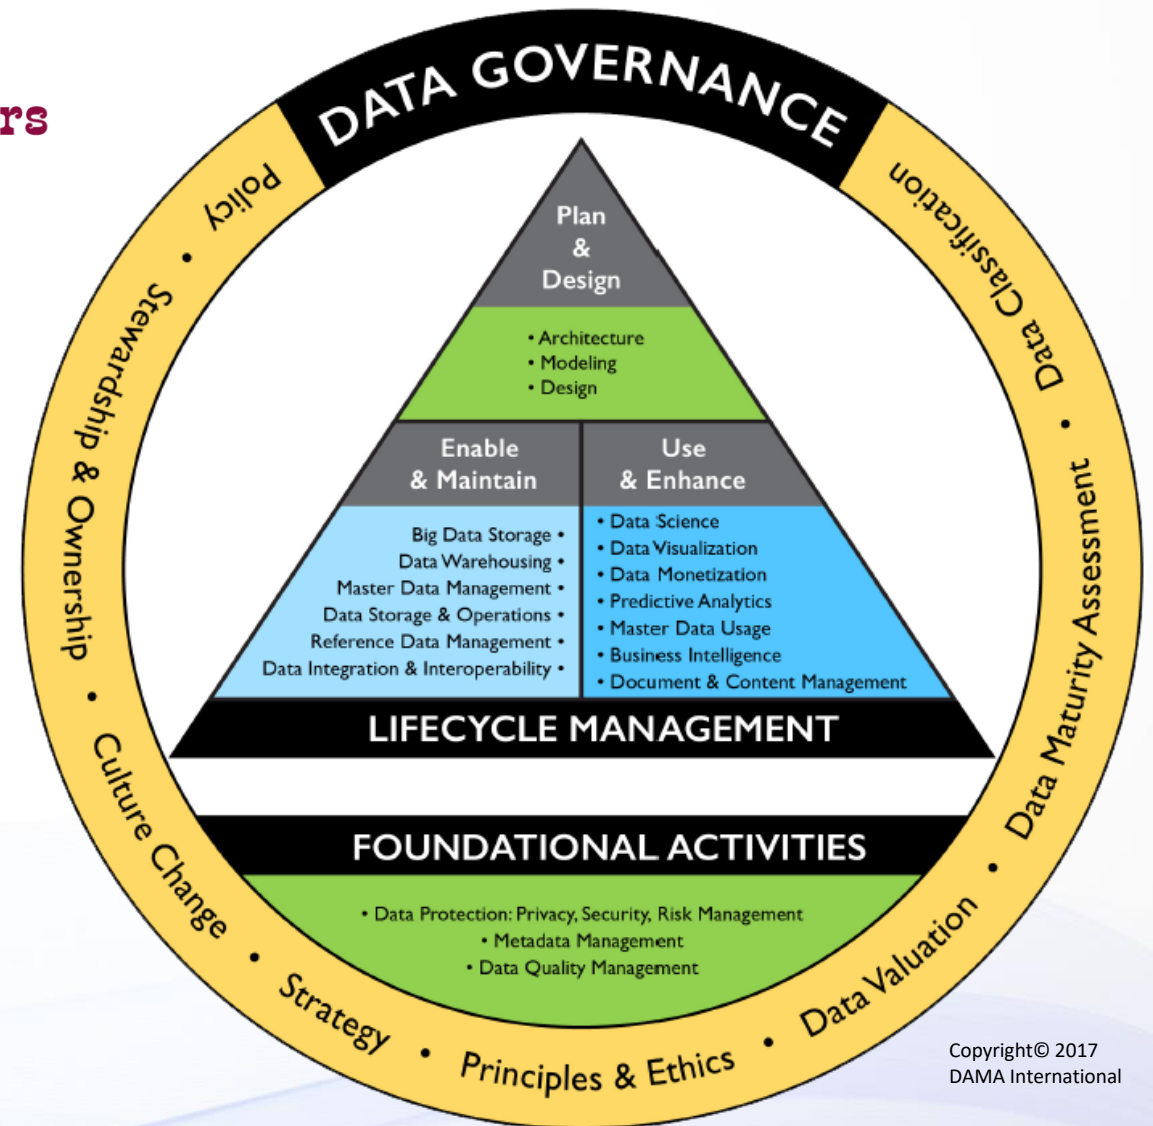 rs
DATA GOVERNANCE
Policy • Stewardship & Ownership • Culture Change • Strategy • Principles & Ethics • Data Valuation • Data Maturity Assessment • Data Classification
Plan
&
Design
• Architecture
• Modeling
• Design
Enable
& Maintain
Big Data Storage •
Data Warehousing •
Master Data Management •
Data Storage & Operations •
Reference Data Management •
Data Integration & Interoperability •
Use
& Enhance
• Data Science
• Data Visualization
• Data Monetization
• Predictive Analytics
• Master Data Usage
• Business Intelligence
• Document & Content Management
LIFECYCLE MANAGEMENT
FOUNDATIONAL ACTIVITIES
• Data Protection: Privacy, Security, Risk Management
• Metadata Management
• Data Quality Management
Copyright© 2017
DAMA International